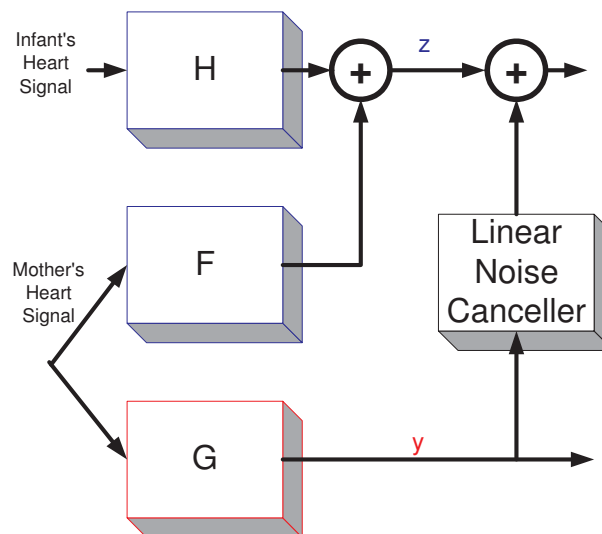 Infant's
Heart
Signal
H
+
z
+
Mother's
Heart
Signal
F
Linear
Noise
Canceller
G
y